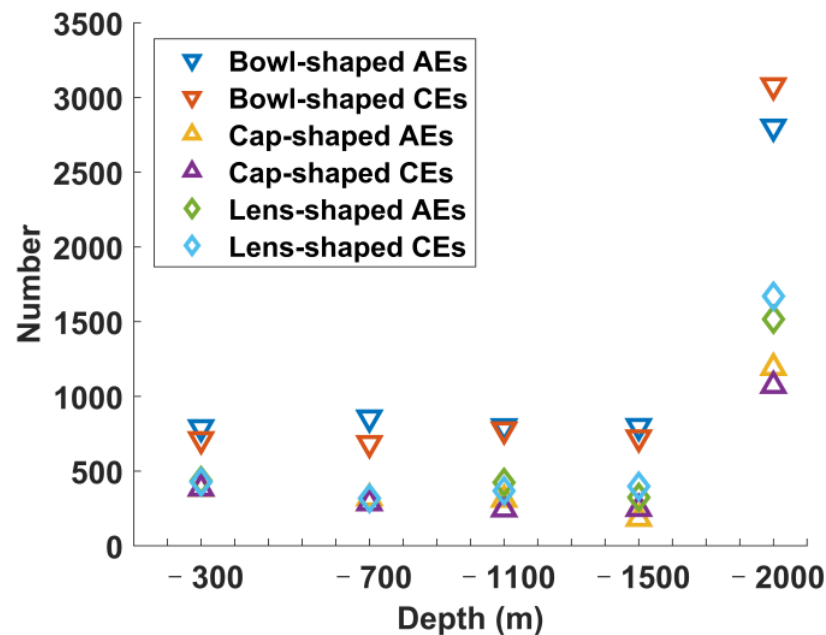 3500
3000
2500
2000
1500
1000
500
0
Number
Bowl-shaped AEs
Bowl-shaped CEs
Cap-shaped AEs
Cap-shaped CEs
Lens-shaped AEs
Lens-shaped CEs
− 300 − 700 − 1100 − 1500 − 2000
Depth (m)